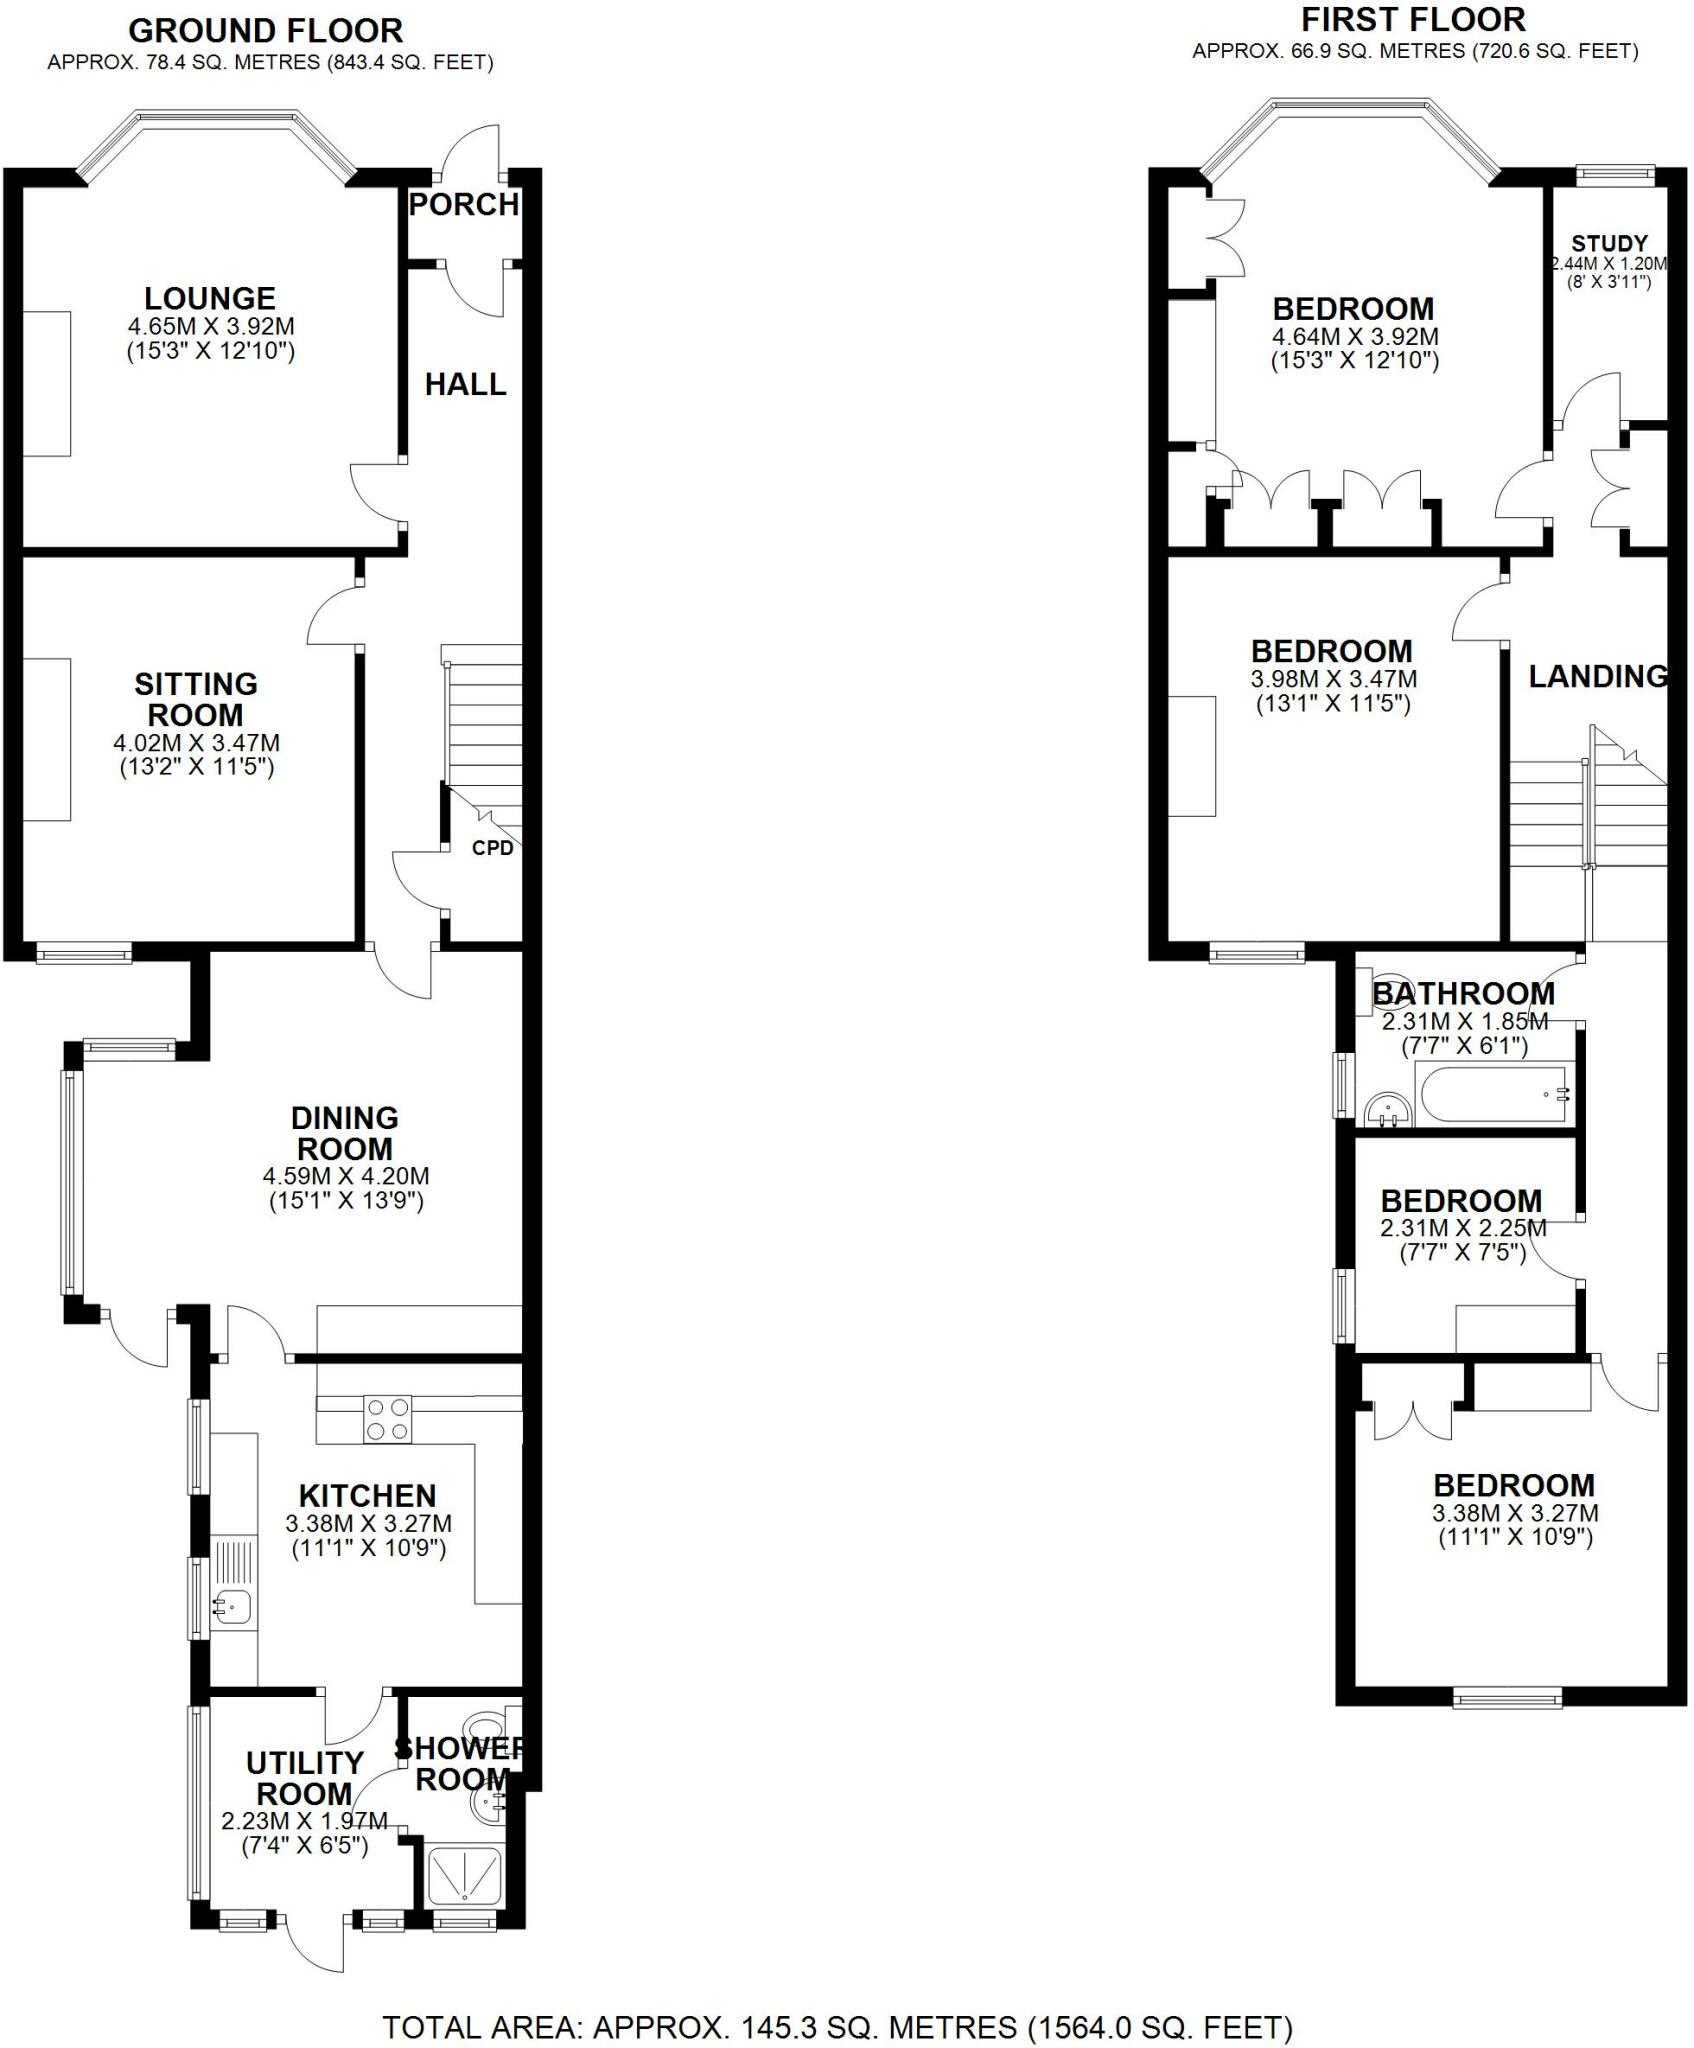 GROUND FLOOR
APPROX. 78.4 SQ. METRES (843.4 SQ. FEET)
PORCH
LOUNGE
4.65M X 3.92M
(15'3" X 12'10")
HALL
SITTING
ROOM
4.02M X 3.47M
(13'2" X 11'5")
CPD
DINING
ROOM
4.59M X 4.20M
(15'1" X 13'9")
KITCHEN
3.38M X 3.27M
(11'1" X 10'9")
UTILITY
ROOM
2.23M X 1.97M
(7'4" X 6'5")
SHOWER
ROOM
FIRST FLOOR
APPROX. 66.9 SQ. METRES (720.6 SQ. FEET)
STUDY
2.44M X 1.20M
(8' X 3'11")
BEDROOM
4.64M X 3.92M
(15'3" X 12'10")
BEDROOM
3.98M X 3.47M
(13'1" X 11'5")
LANDING
BATHROOM
2.31M X 1.85M
(7'7" X 6'1")
BEDROOM
2.31M X 2.25M
(7'7" X 7'5")
BEDROOM
3.38M X 3.27M
(11'1" X 10'9")
TOTAL AREA: APPROX. 145.3 SQ. METRES (1564.0 SQ. FEET)